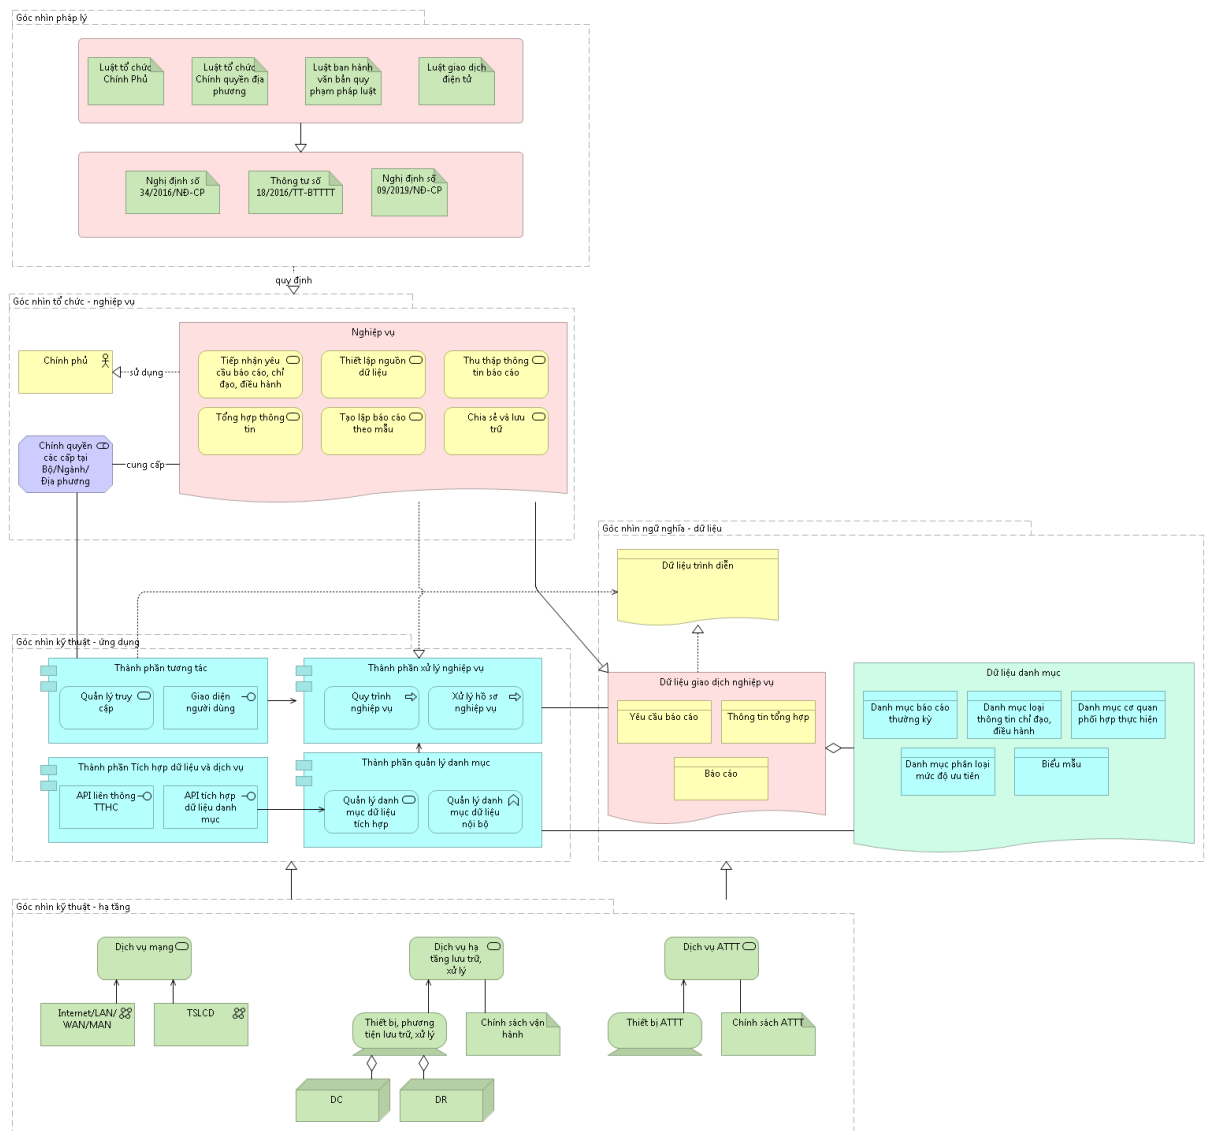 Góc nhìn pháp lý
Luật tổ chức
Chính Phủ
Luật tổ chức
Chính quyền địa
phương
Luật ban hành
văn bản quy
phạm pháp luật
Luật giao dịch
điện tử
Nghị định số
34/2016/NĐ-CP
Thông tư số
18/2016/TT-BTTTT
Nghị định số
09/2019/NĐ-CP
quy định
Góc nhìn tổ chức - nghiệp vụ
Nghiệp vụ
Chính phủ
sử dụng
Tiếp nhận yêu
cầu báo cáo, chỉ
đạo, điều hành
Thiết lập nguồn
dữ liệu
Thu thập thông
tin báo cáo
Tổng hợp thông
tin
Tạo lập báo cáo
theo mẫu
Chia sẻ và lưu
trữ
Chính quyền
các cấp tại
Bộ/Ngành/
Địa phương
cung cấp
Góc nhìn ngữ nghĩa - dữ liệu
Dữ liệu trình diễn
Góc nhìn kỹ thuật - ứng dụng
Thành phần tương tác
Quản lý truy
cập
Giao diện
người dùng
Thành phần xử lý nghiệp vụ
Quy trình
nghiệp vụ
Xử lý hồ sơ
nghiệp vụ
Dữ liệu giao dịch nghiệp vụ
Yêu cầu báo cáo
Thông tin tổng hợp
Báo cáo
Dữ liệu danh mục
Danh mục báo cáo
thường kỳ
Danh mục loại
thông tin chỉ đạo,
điều hành
Danh mục cơ quan
phối hợp thực hiện
Danh mục phân loại
mức độ ưu tiên
Biểu mẫu
Thành phần Tích hợp dữ liệu và dịch vụ
API liên thông
TTHC
API tích hợp
dữ liệu danh
mục
Thành phần quản lý danh mục
Quản lý danh
mục dữ liệu
tích hợp
Quản lý danh
mục dữ liệu
nội bộ
Góc nhìn kỹ thuật - hạ tầng
Dịch vụ mạng
Dịch vụ hạ
tầng lưu trữ,
xử lý
Dịch vụ ATTT
Internet/LAN/
WAN/MAN
TSLCD
Thiết bị, phương
tiện lưu trữ, xử lý
Chính sách vận
hành
Thiết bị ATTT
Chính sách ATTT
DC
DR